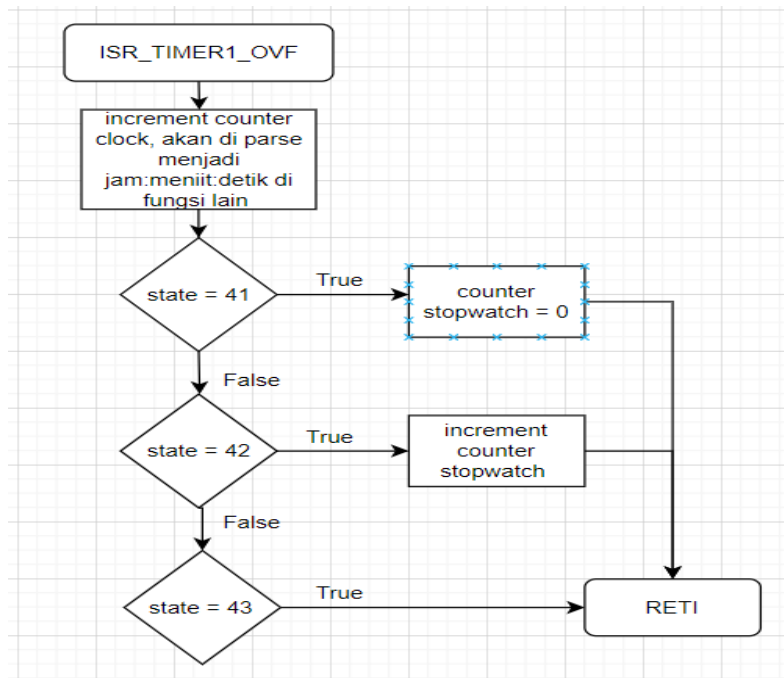 ISR_TIMER1_OVF
increment counter
clock, akan di parse
menjadi
jam:meniit:detik di
fungsi lain
state = 41
True
counter
stopwatch = 0
False
state = 42
True
increment
counter
stopwatch
False
state = 43
True
RETI